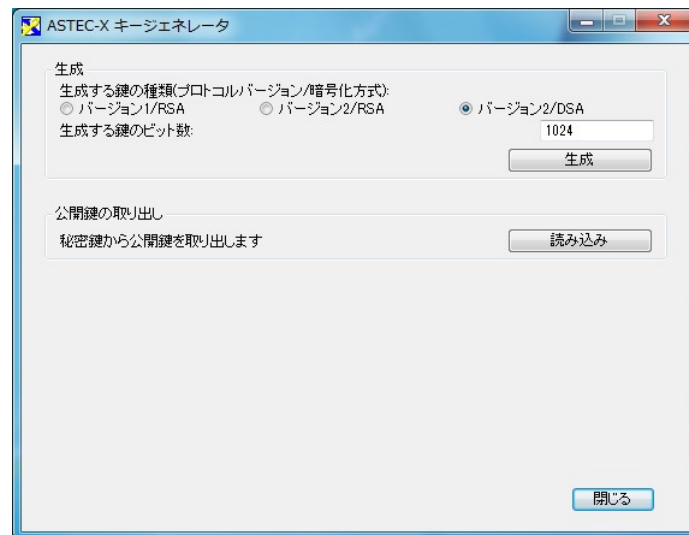 ASTEC-X キージェネレータ
生成
生成する鍵の種類(プロトコルバージョン/暗号化方式):
バージョン1/RSA バージョン2/RSA バージョン2/DSA
生成する鍵のビット数: 1024
生成
公開鍵の取り出し
秘密鍵から公開鍵を取り出します 読み込み
閉じる